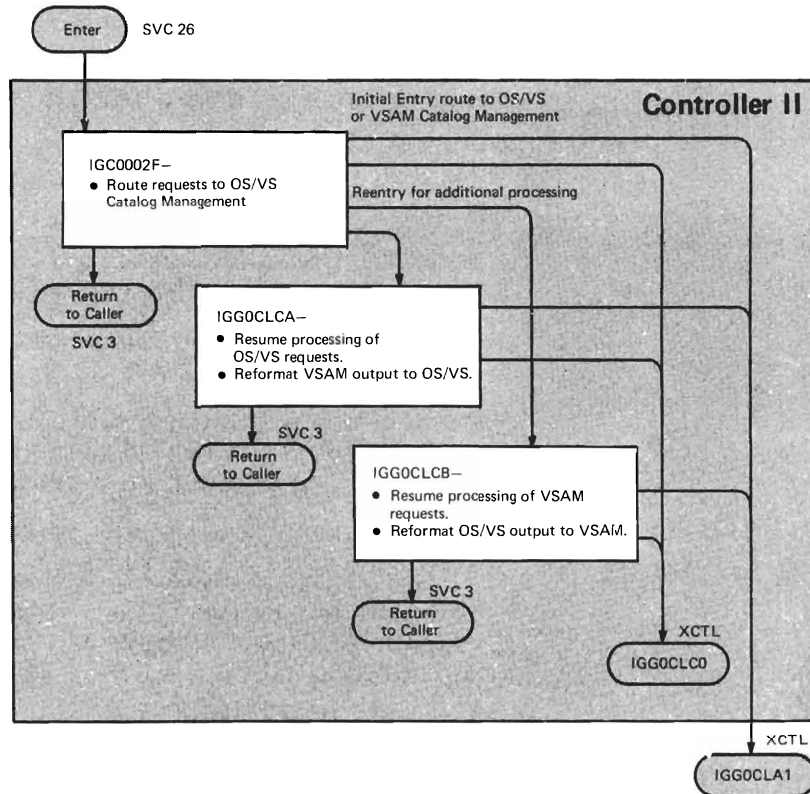 Enter
SVC 26
Initial Entry route to OS/VS
or VSAM Catalog Management
Controller II
IGC0002F—
• Route requests to OS/VS
Catalog Management
Reentry for additional processing
Return
to Caller
SVC 3
IGG0CLCA—
• Resume processing of
OS/VS requests.
• Reformat VSAM output to OS/VS.
SVC 3
Return
to Caller
IGG0CLCB—
• Resume processing of VSAM
requests.
• Reformat OS/VS output to VSAM.
SVC 3
Return
to Caller
XCTL
IGG0CLC0
XCTL
IGG0CLA1